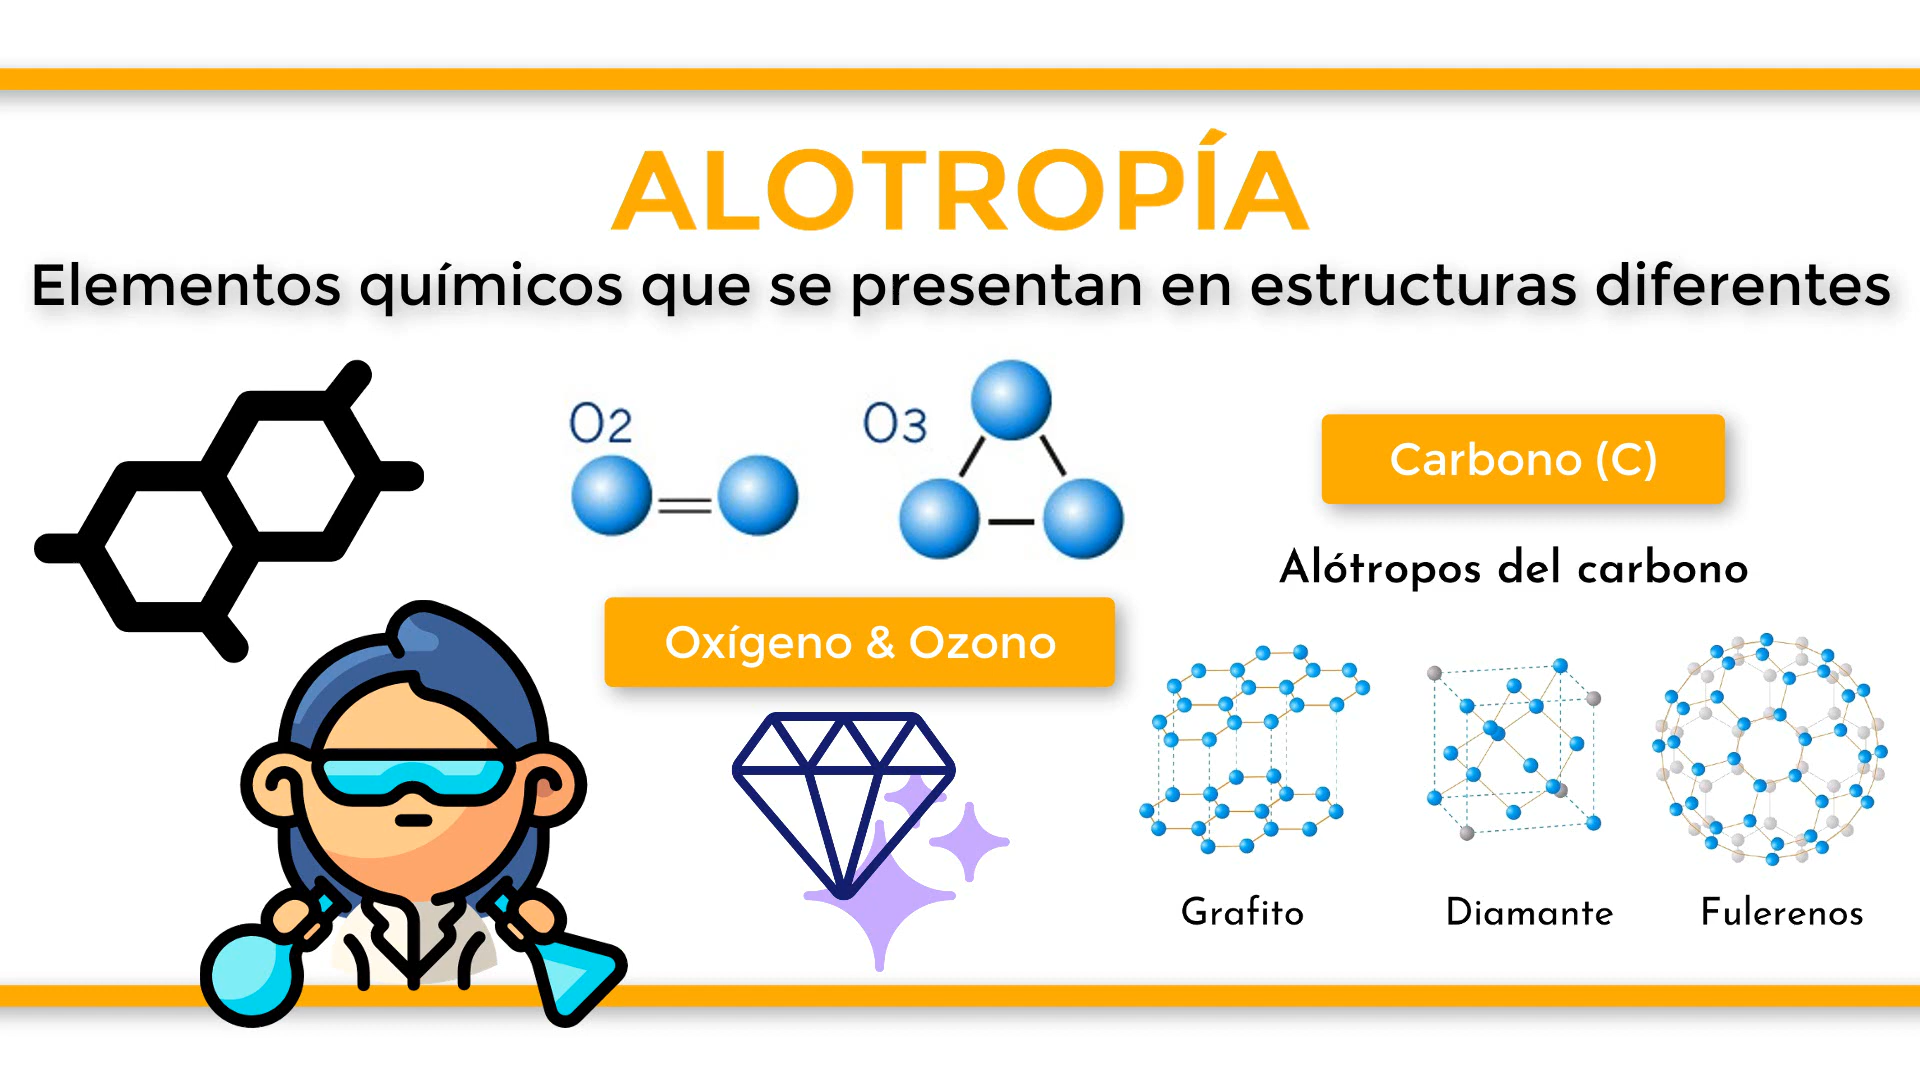 ALOTROPÍA
Elementos químicos que se presentan en estructuras diferentes
O2
O3
Oxígeno & Ozono
Carbono (C)
Alótropos del carbono
Grafito
Diamante
Fulerenos